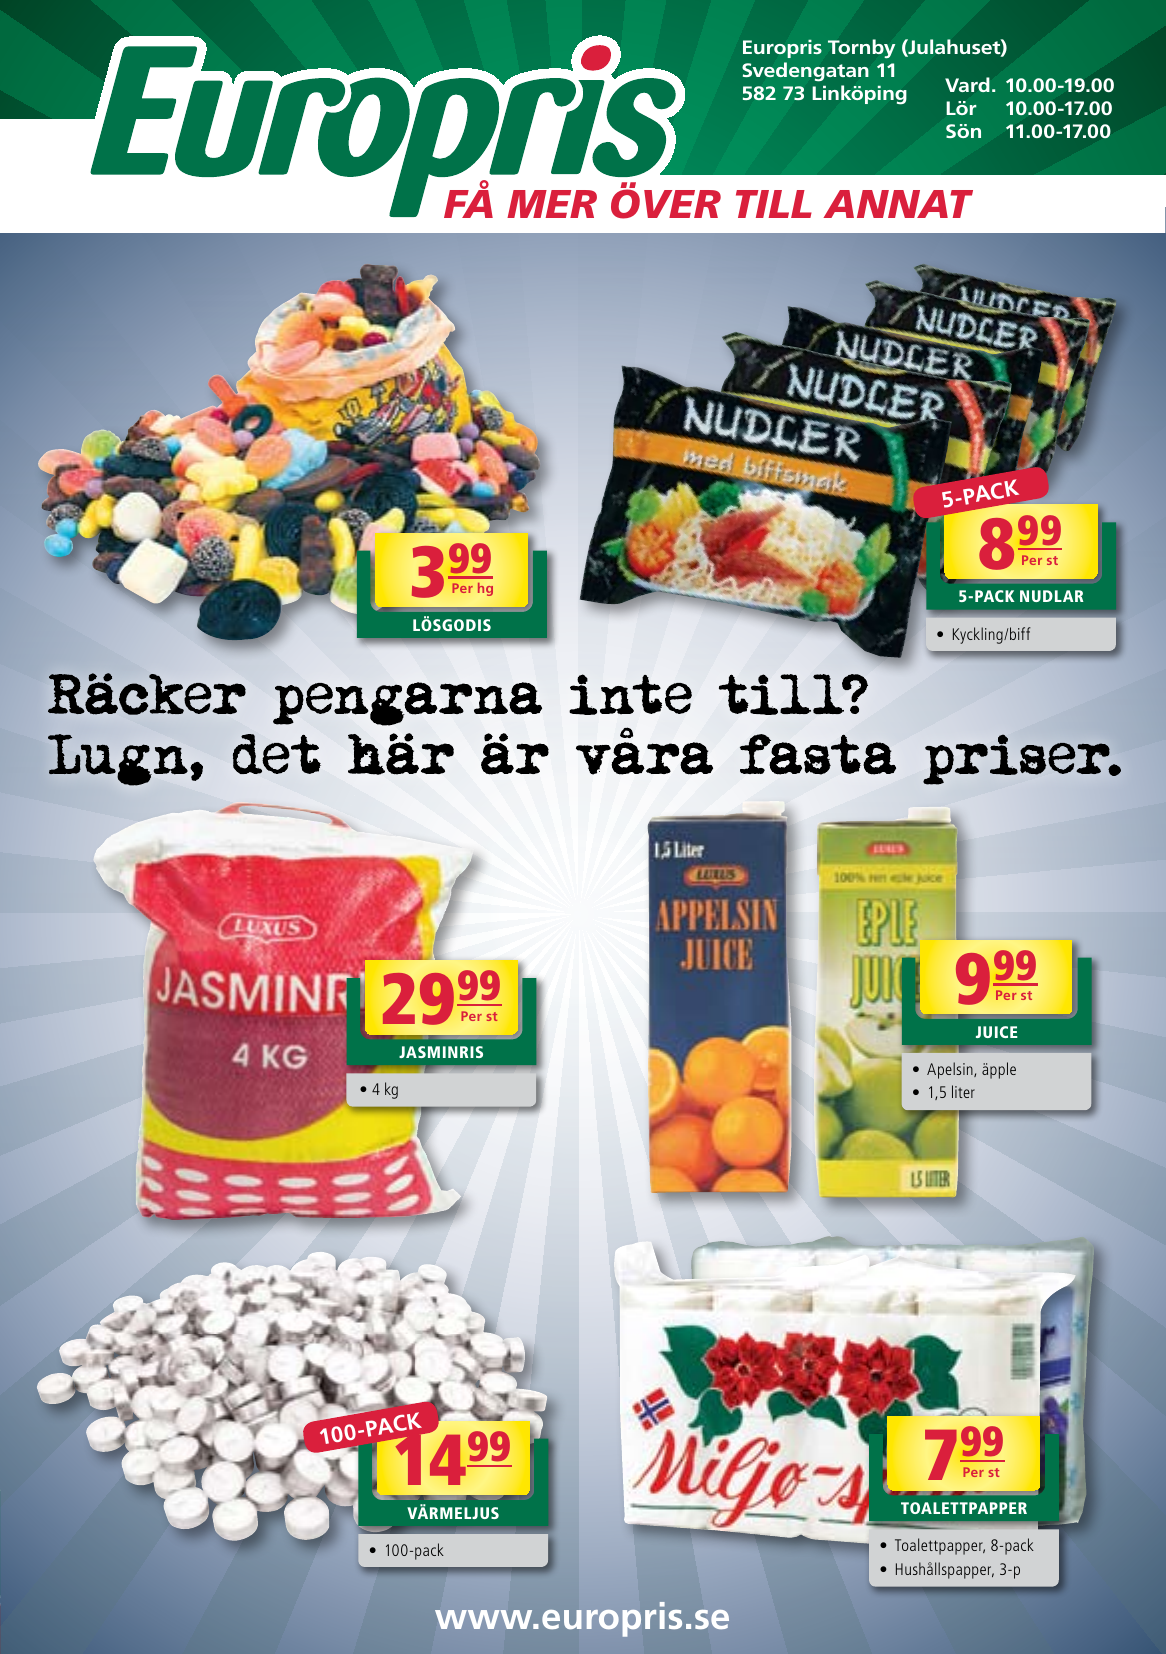 Europris
Europris Tornby (Julahuset)
Svedengatan 11
582 73 Linköping
Vard. 10.00-19.00
Lör 10.00-17.00
Sön 11.00-17.00
FÅ MER ÖVER TILL ANNAT
NUDLER
NUDLER
NUDLER
NUDLER
NUDLER
med biffsmak
5-PACK
8 99
Per st
5-PACK NUDLAR
• Kyckling/biff
3 99
Per hg
LÖSGODIS
Räcker pengarna inte till?
Lugn, det här är våra fasta priser.
LUXUS
JASMINR
4 KG
29 99
Per st
JASMINRIS
• 4 kg
1,5 Liter
LUXUS
APPELSIN
JUICE
LUXUS
100% ren eple juice
EPLE
JUIC
1,5 LITER
9 99
Per st
JUICE
• Apelsin, äpple
• 1,5 liter
100-PACK
14 99
VÄRMELJUS
• 100-pack
Miljø-s
7 99
Per st
TOALETTPAPPER
• Toalettpapper, 8-pack
• Hushållspapper, 3-p
www.europris.se